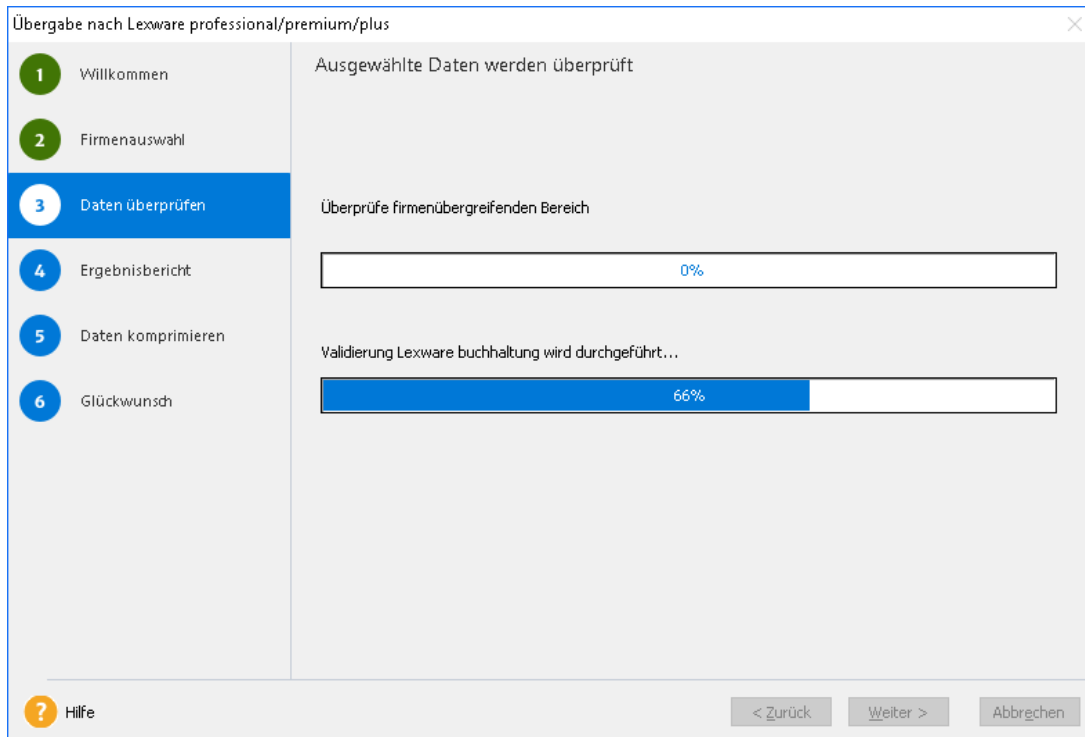 Übergabe nach Lexware professional/premium/plus
1 Willkommen
2 Firmenauswahl
3 Daten überprüfen
4 Ergebnisbericht
5 Daten komprimieren
6 Glückwunsch
Ausgewählte Daten werden überprüft
Überprüfe firmenübergreifenden Bereich
0%
Validierung Lexware buchhaltung wird durchgeführt...
66%
? Hilfe
< Zurück
Weiter >
Abbrechen